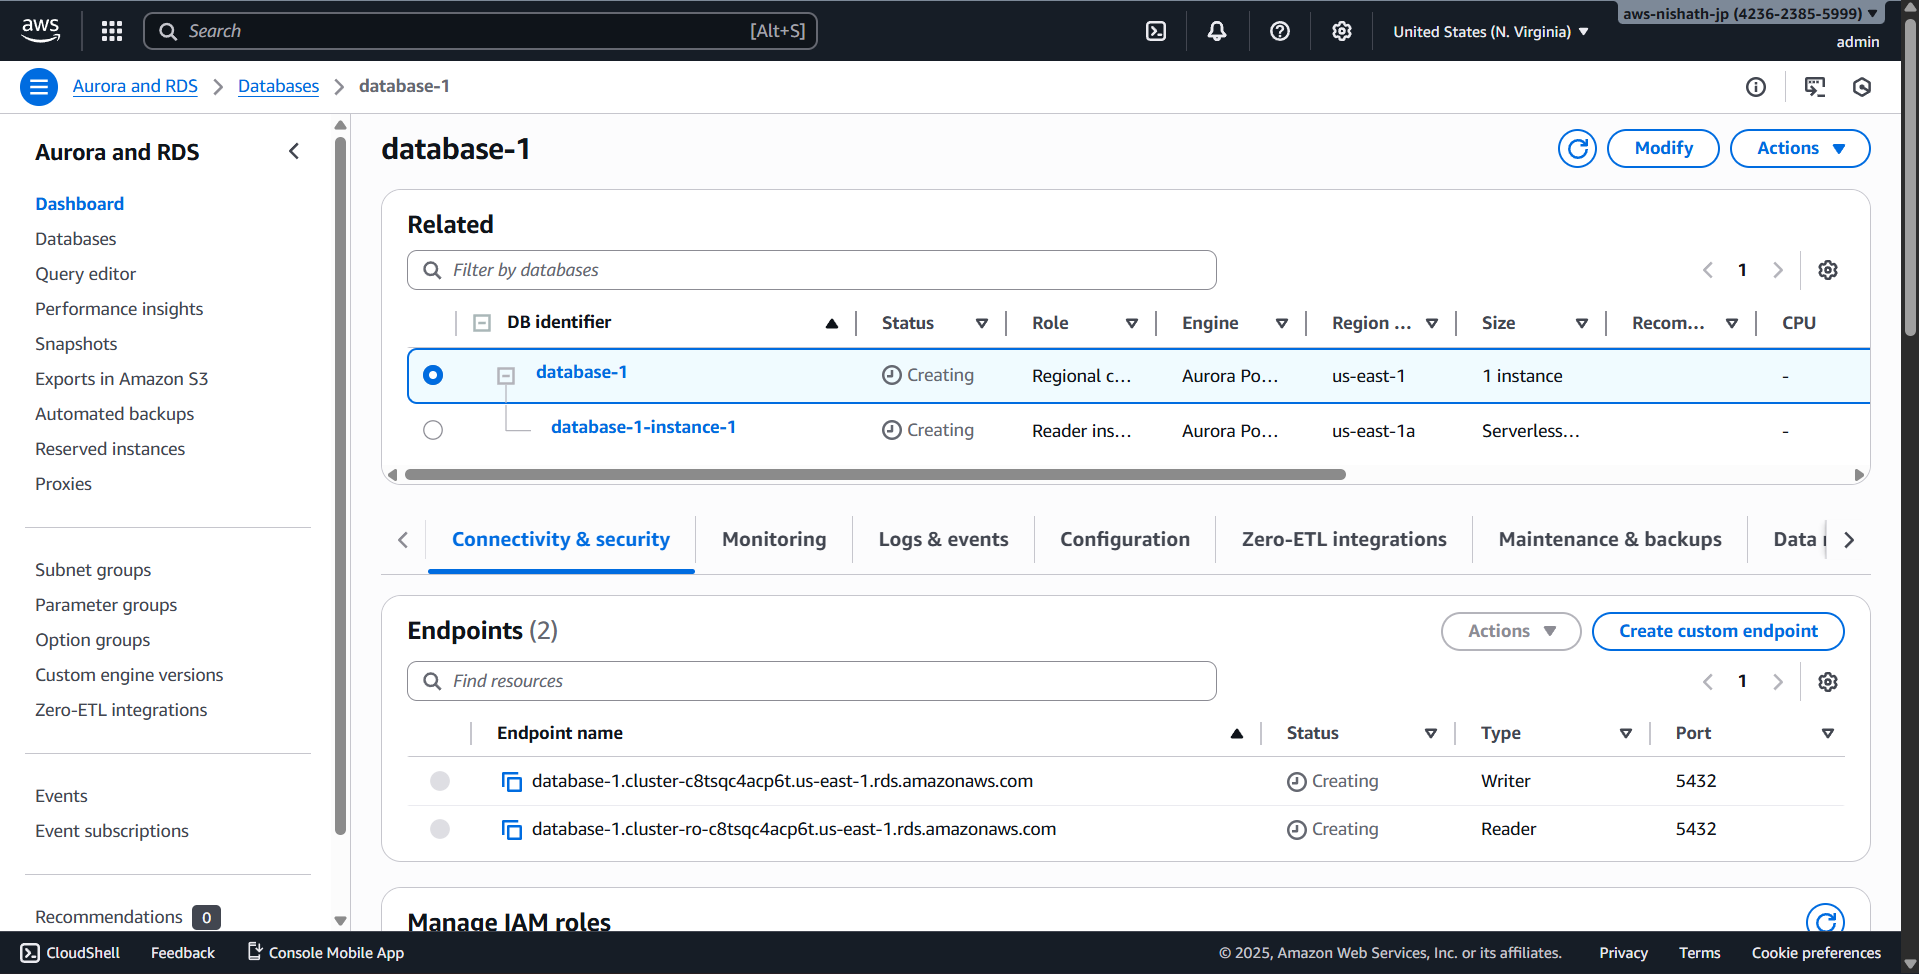 aws
Search [Alt+S]
United States (N. Virginia)
aws-nishath-jp (4236-2385-5999)
admin
Aurora and RDS
Databases
database-1
Aurora and RDS
Dashboard
Databases
Query editor
Performance insights
Snapshots
Exports in Amazon S3
Automated backups
Reserved instances
Proxies
Subnet groups
Parameter groups
Option groups
Custom engine versions
Zero-ETL integrations
Events
Event subscriptions
Recommendations 0
database-1
Modify
Actions
Related
Filter by databases
1
DB identifier Status Role Engine Region ... Size Recom... CPU
database-1 Creating Regional c... Aurora Po... us-east-1 1 instance -
database-1-instance-1 Creating Reader ins... Aurora Po... us-east-1a Serverless... -
Connectivity & security Monitoring Logs & events Configuration Zero-ETL integrations Maintenance & backups Data
Endpoints (2)
Actions
Create custom endpoint
Find resources
1
Endpoint name Status Type Port
database-1.cluster-c8tsqc4acp6t.us-east-1.rds.amazonaws.com Creating Writer 5432
database-1.cluster-ro-c8tsqc4acp6t.us-east-1.rds.amazonaws.com Creating Reader 5432
Manage IAM roles
CloudShell Feedback Console Mobile App © 2025, Amazon Web Services, Inc. or its affiliates. Privacy Terms Cookie preferences